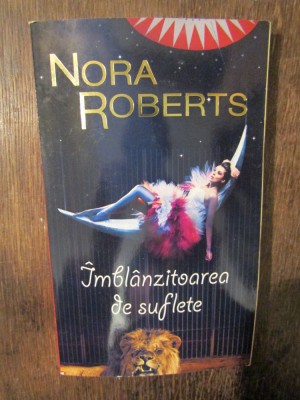 NORA
ROBERTS
Îmblânzitoarea
de suflete